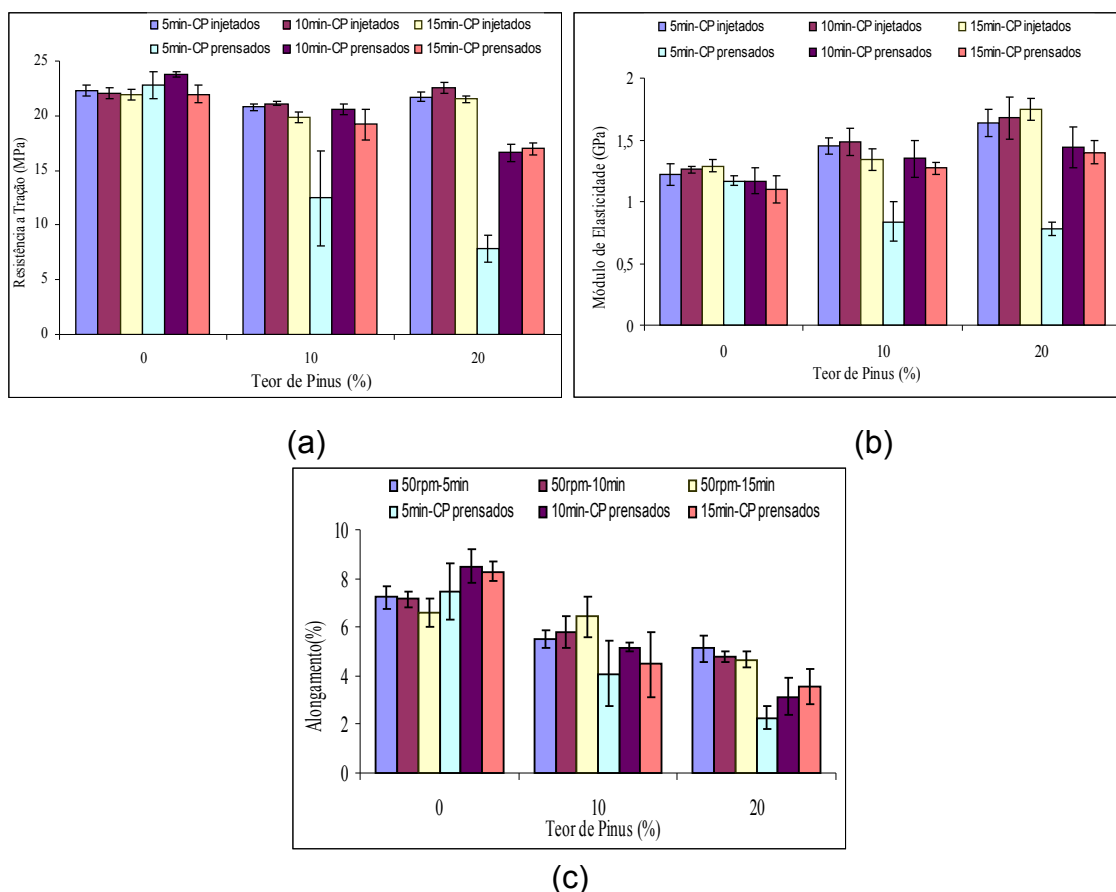 5min-CP injetados 10min-CP injetados 15min-CP injetados
5min-CP prensados 10min-CP prensados 15min-CP prensados
25
20
15
10
5
0
Resistência a Tração (MPa)
0 10 20
Teor de Pinus (%)
(a)
5min-CP injetados 10min-CP injetados 15min-CP injetados
5min-CP prensados 10min-CP prensados 15min-CP prensados
2
1,5
1
0,5
0
Módulo de Elasticidade (GPa)
0 10 20
Teor de Pinus (%)
(b)
50rpm-5min 50rpm-10min 50rpm-15min
5min-CP prensados 10min-CP prensados 15min-CP prensados
10
8
6
4
2
0
Alongamento(%)
0 10 20
Teor de Pinus (%)
(c)